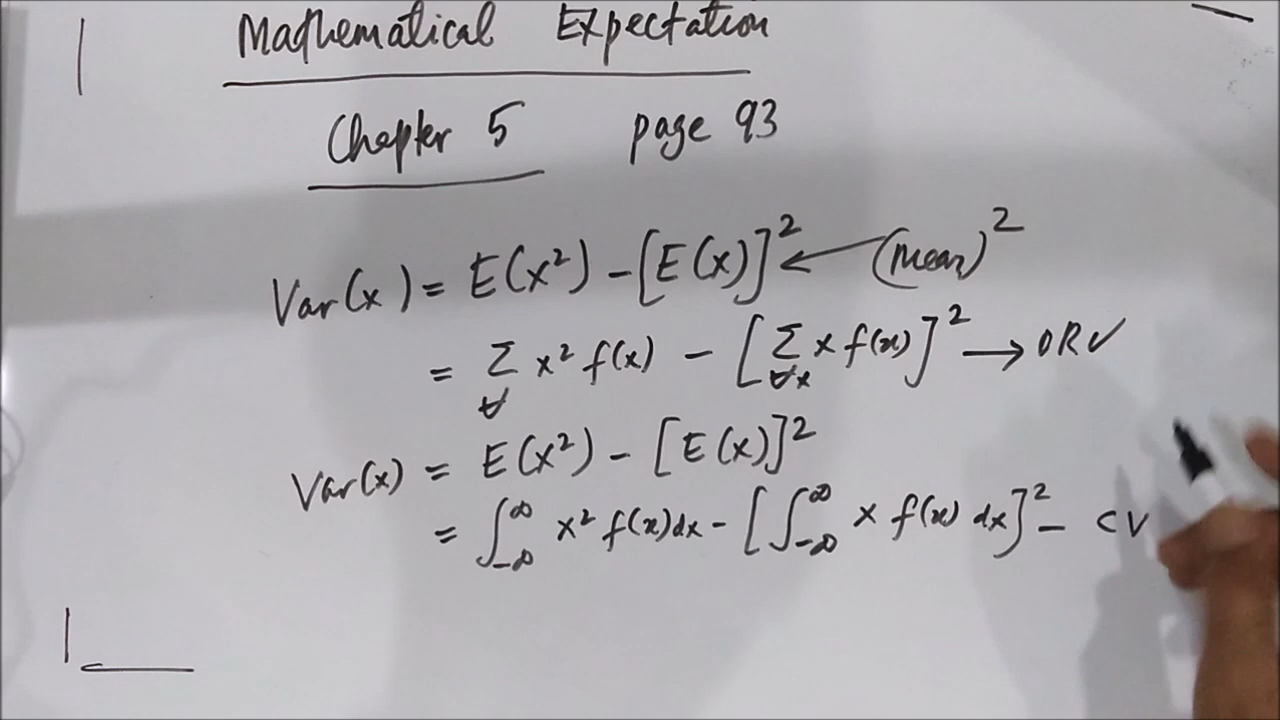 Mathematical Expectation
Chapter 5 page 93
Var(x) = E(x²) - [E(x)]² ← (Mean)²
= Σ∀ x² f(x) - [Σ∀x x f(x)]² → DRV
Var(x) = E(x²) - [E(x)]²
= ∫_{-∞}^{∞} x² f(x) dx - [∫_{-∞}^{∞} x f(x) dx]² - CV